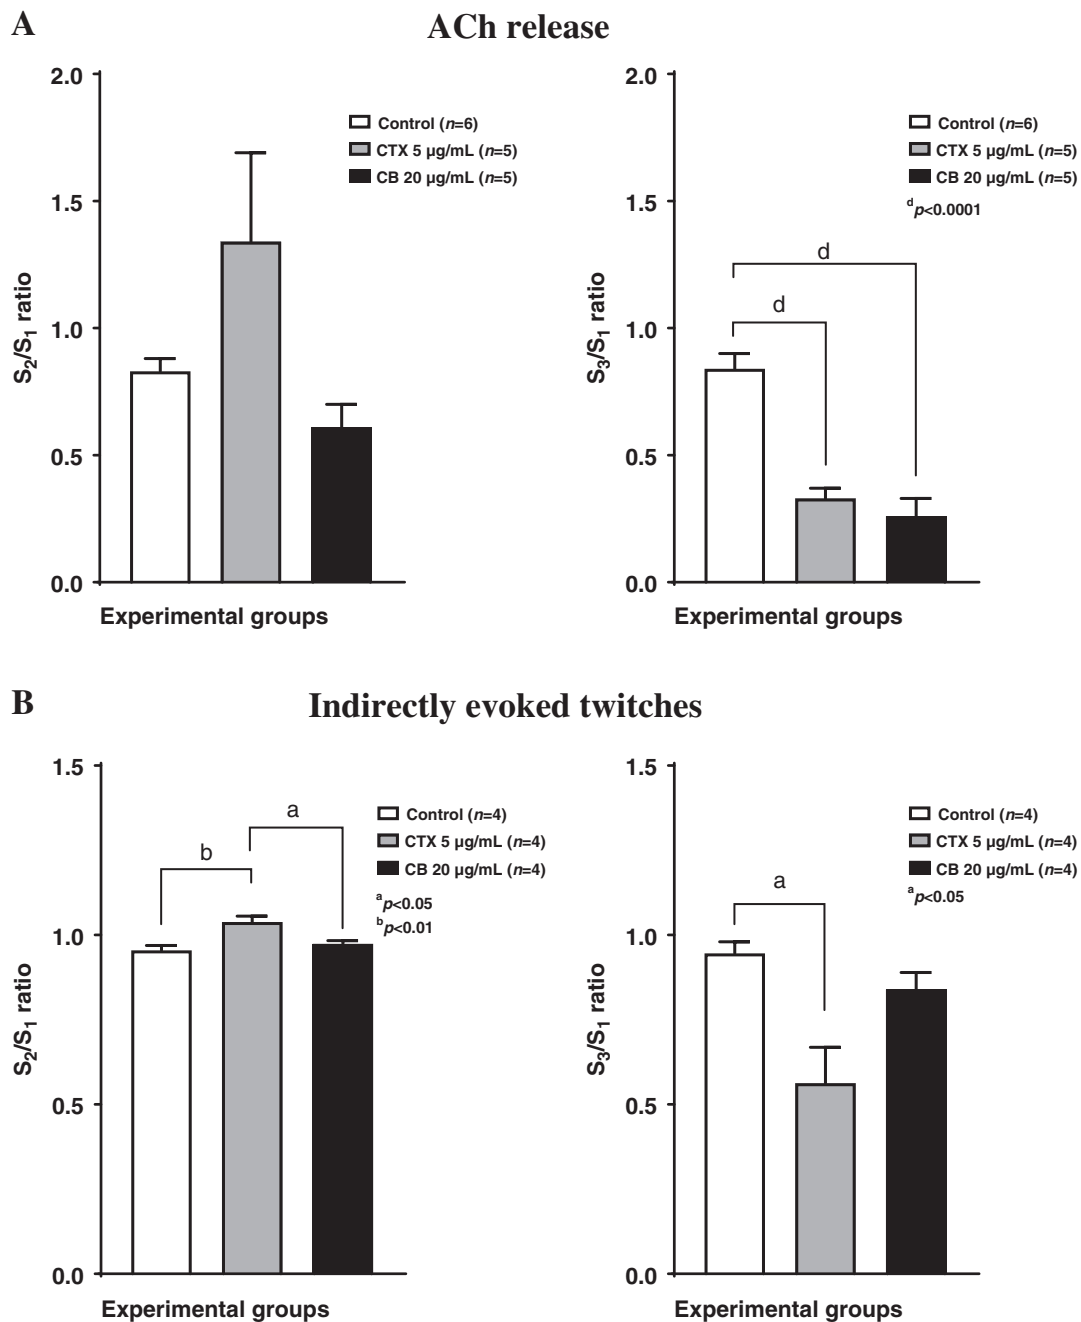 A
ACh release
2.0
1.5
1.0
0.5
0.0
S₂/S₁ ratio
Control (n=6)
CTX 5 µg/mL (n=5)
CB 20 µg/mL (n=5)
Experimental groups
2.0
1.5
1.0
0.5
0.0
S₃/S₁ ratio
Control (n=6)
CTX 5 µg/mL (n=5)
CB 20 µg/mL (n=5)
ᵈp<0.0001
d
d
Experimental groups
B
Indirectly evoked twitches
1.5
1.0
0.5
0.0
S₂/S₁ ratio
a
b
Control (n=4)
CTX 5 µg/mL (n=4)
CB 20 µg/mL (n=4)
ᵃp<0.05
ᵇp<0.01
Experimental groups
1.5
1.0
0.5
0.0
S₃/S₁ ratio
Control (n=4)
CTX 5 µg/mL (n=4)
CB 20 µg/mL (n=4)
ᵃp<0.05
a
Experimental groups